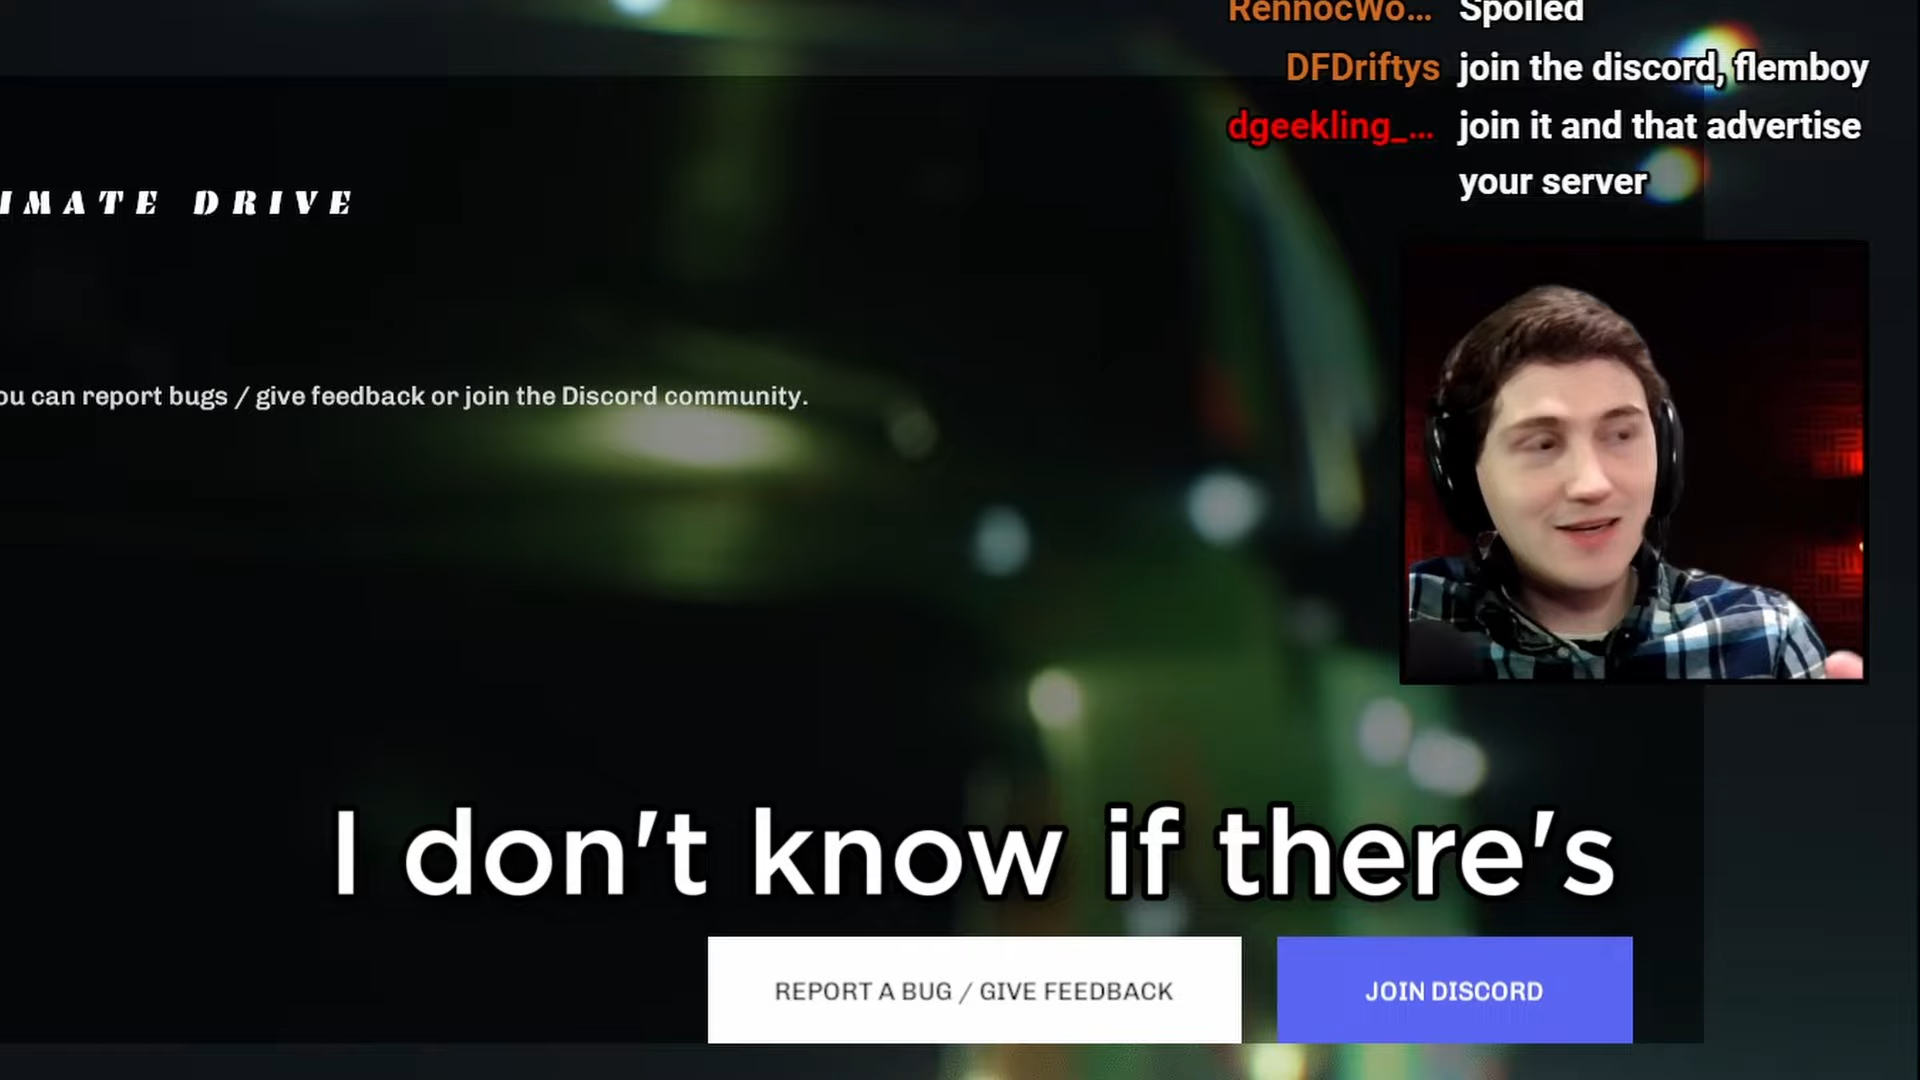 RennocWo... Spoiled
DFDriftys join the discord, flemboy
dgeekling_... join it and that advertise
your server
IMATE DRIVE
ou can report bugs / give feedback or join the Discord community.
I don't know if there's
REPORT A BUG / GIVE FEEDBACK
JOIN DISCORD